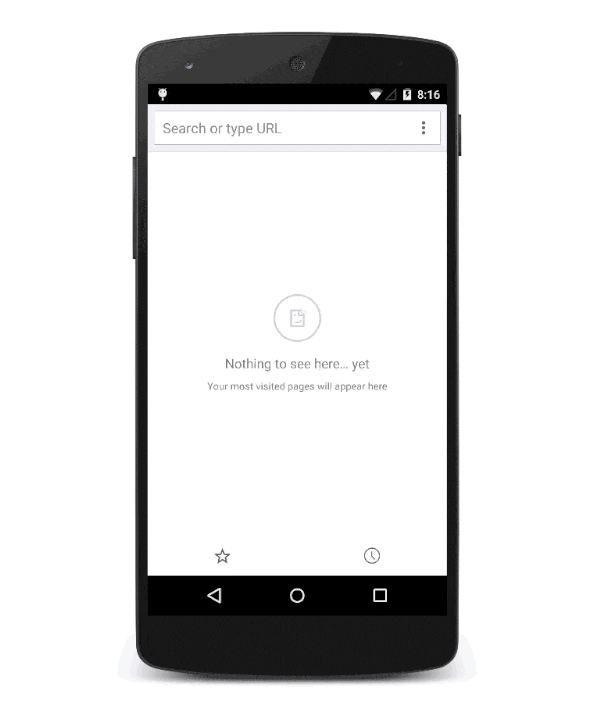 8:16
Search or type URL
Nothing to see here... yet
Your most visited pages will appear here